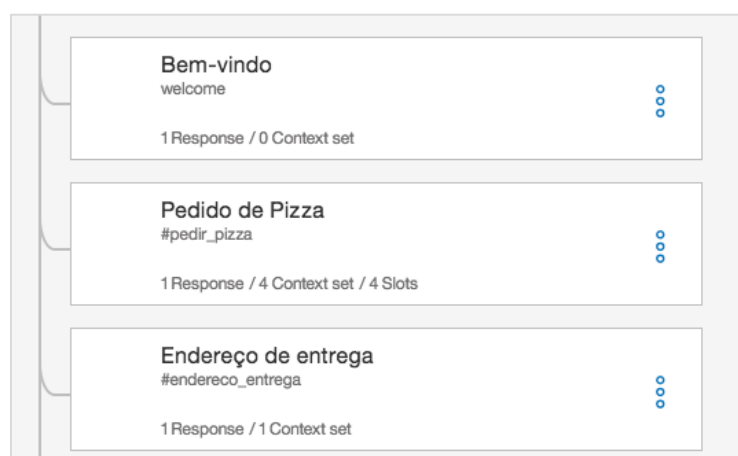 Bem-vindo
welcome
1 Response / 0 Context set
Pedido de Pizza
#pedir_pizza
1 Response / 4 Context set / 4 Slots
Endereço de entrega
#endereco_entrega
1 Response / 1 Context set